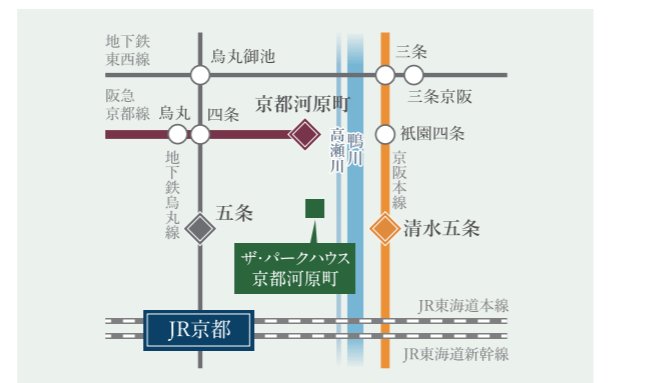 地下鉄
東西線
烏丸御池
三条
三条京阪
阪急
京都線
烏丸
四条
京都河原町
高瀬川
鴨川
祇園四条
地下鉄烏丸線
京阪本線
五条
清水五条
ザ・パークハウス
京都河原町
JR東海道本線
JR京都
JR東海道新幹線